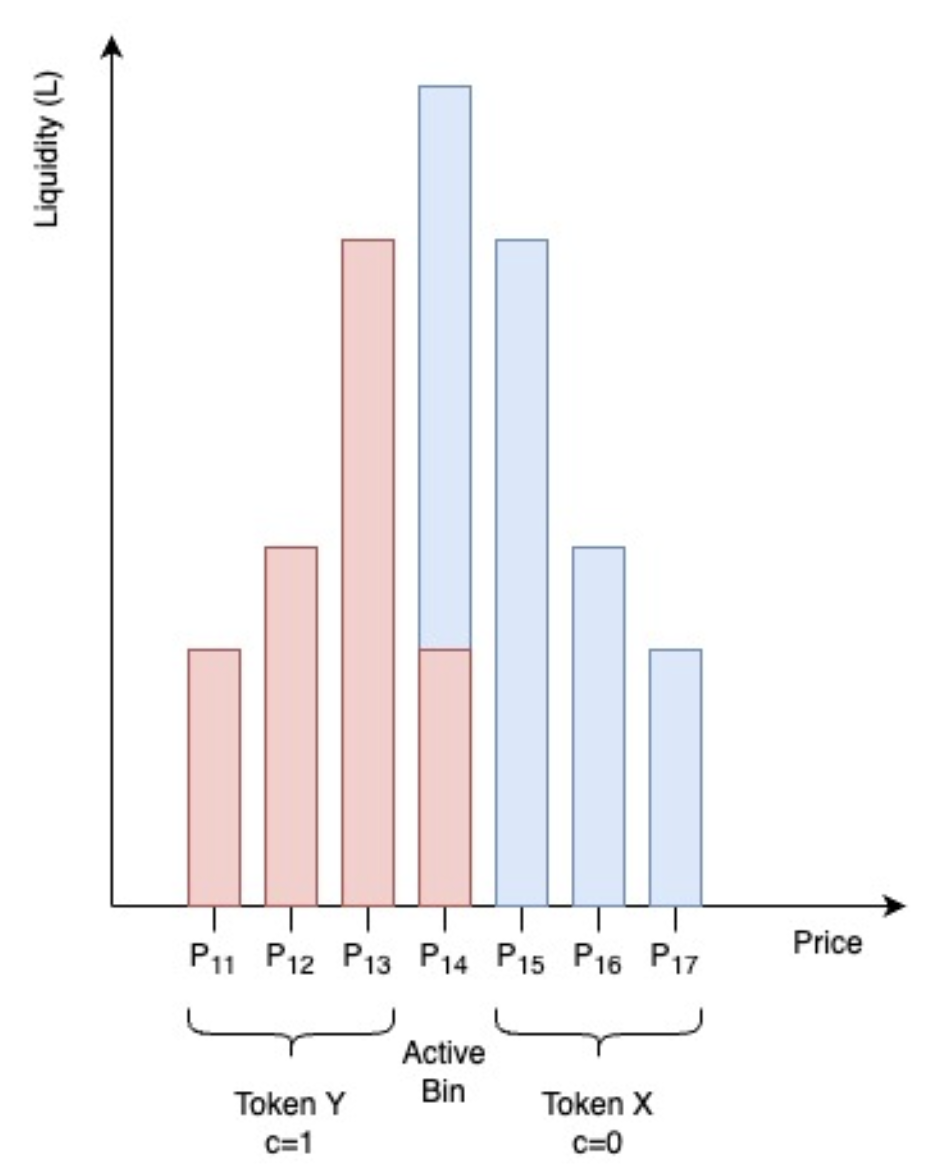 Liquidity (L)
P11 P12 P13 P14 P15 P16 P17
Price
Active
Bin
Token Y
c=1
Token X
c=0